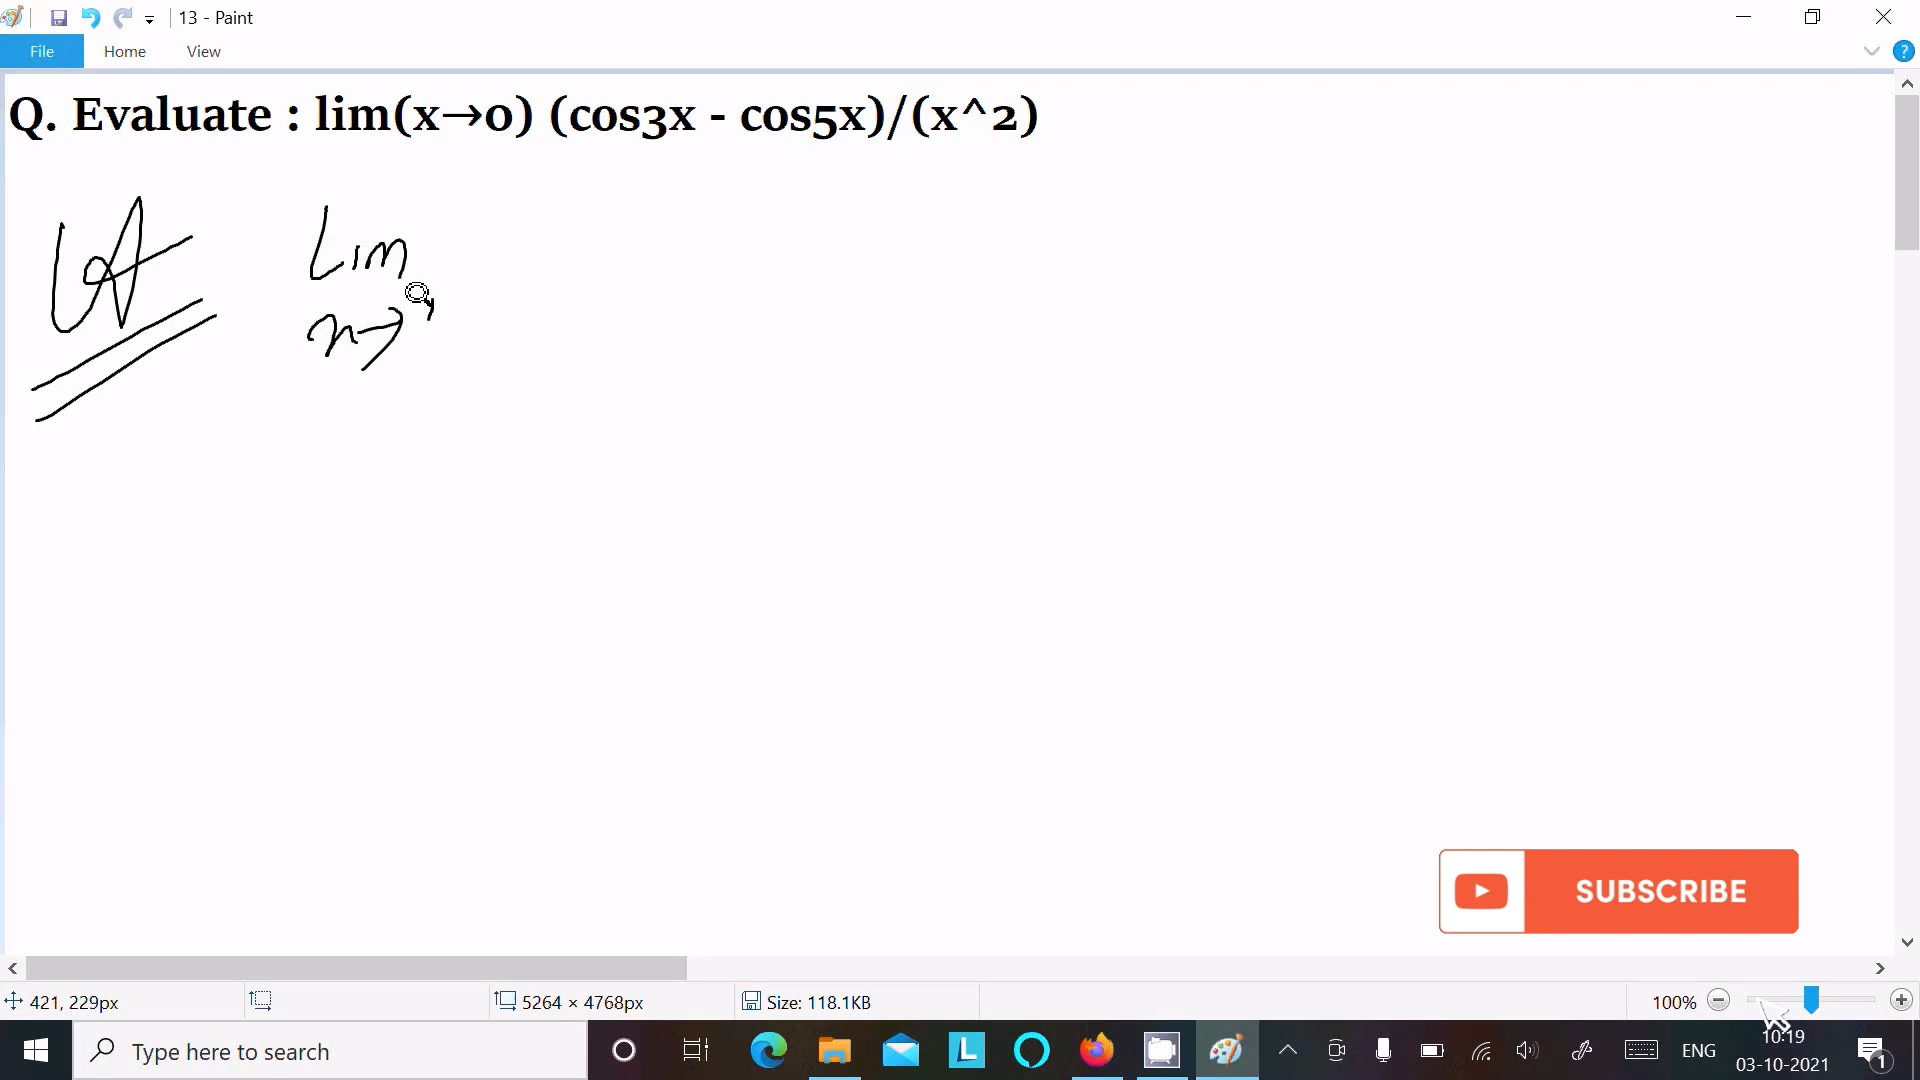 13 - Paint
File Home View
Q. Evaluate : lim(x→0) (cos3x - cos5x)/(x^2)
Lim
x→
SUBSCRIBE
421, 229px 5264 × 4768px Size: 118.1KB 100%
Type here to search
L
ENG
10:19
03-10-2021
1